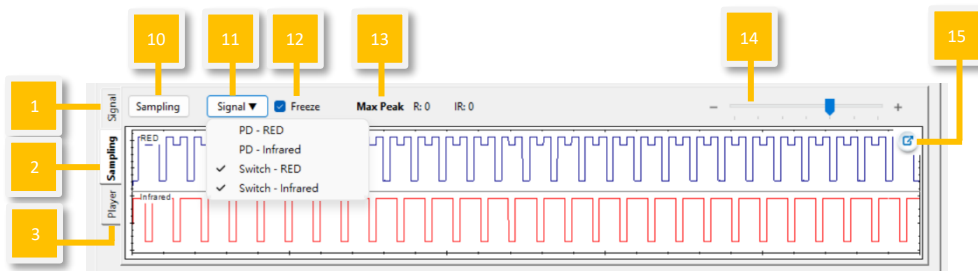 10
11
12
13
14
15
1
2
3
Signal
Sampling
Player
Sampling
Signal ▼
Freeze
Max Peak R: 0 IR: 0
−
+
PD - RED
PD - Infrared
✓ Switch - RED
✓ Switch - Infrared
rRED
Infrared